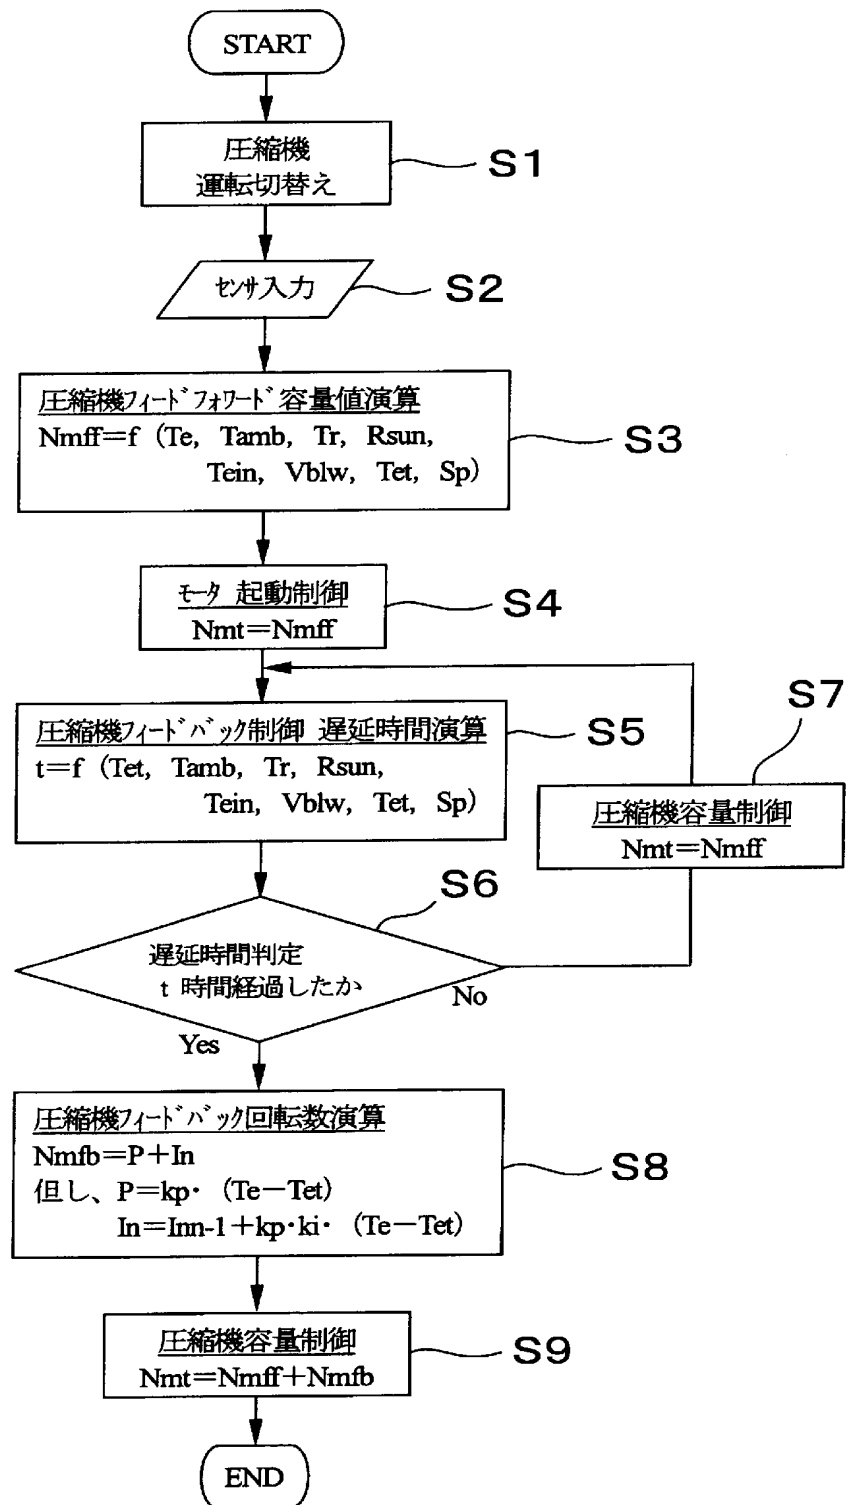 START
圧縮機
運転切替え
S1
センサ入力
S2
圧縮機フィードフォワード容量値演算
Nmff=f (Te, Tamb, Tr, Rsun,
Tein, Vblw, Tet, Sp)
S3
モータ 起動制御
Nmt=Nmff
S4
圧縮機フィードバック制御 遅延時間演算
t=f (Tet, Tamb, Tr, Rsun,
Tein, Vblw, Tet, Sp)
S5
S7
圧縮機容量制御
Nmt=Nmff
S6
遅延時間判定
t 時間経過したか
No
Yes
圧縮機フィードバック回転数演算
Nmfb=P+In
但し、P=kp・(Te-Tet)
In=Inn-1+kp・ki・(Te-Tet)
S8
圧縮機容量制御
Nmt=Nmff+Nmfb
S9
END